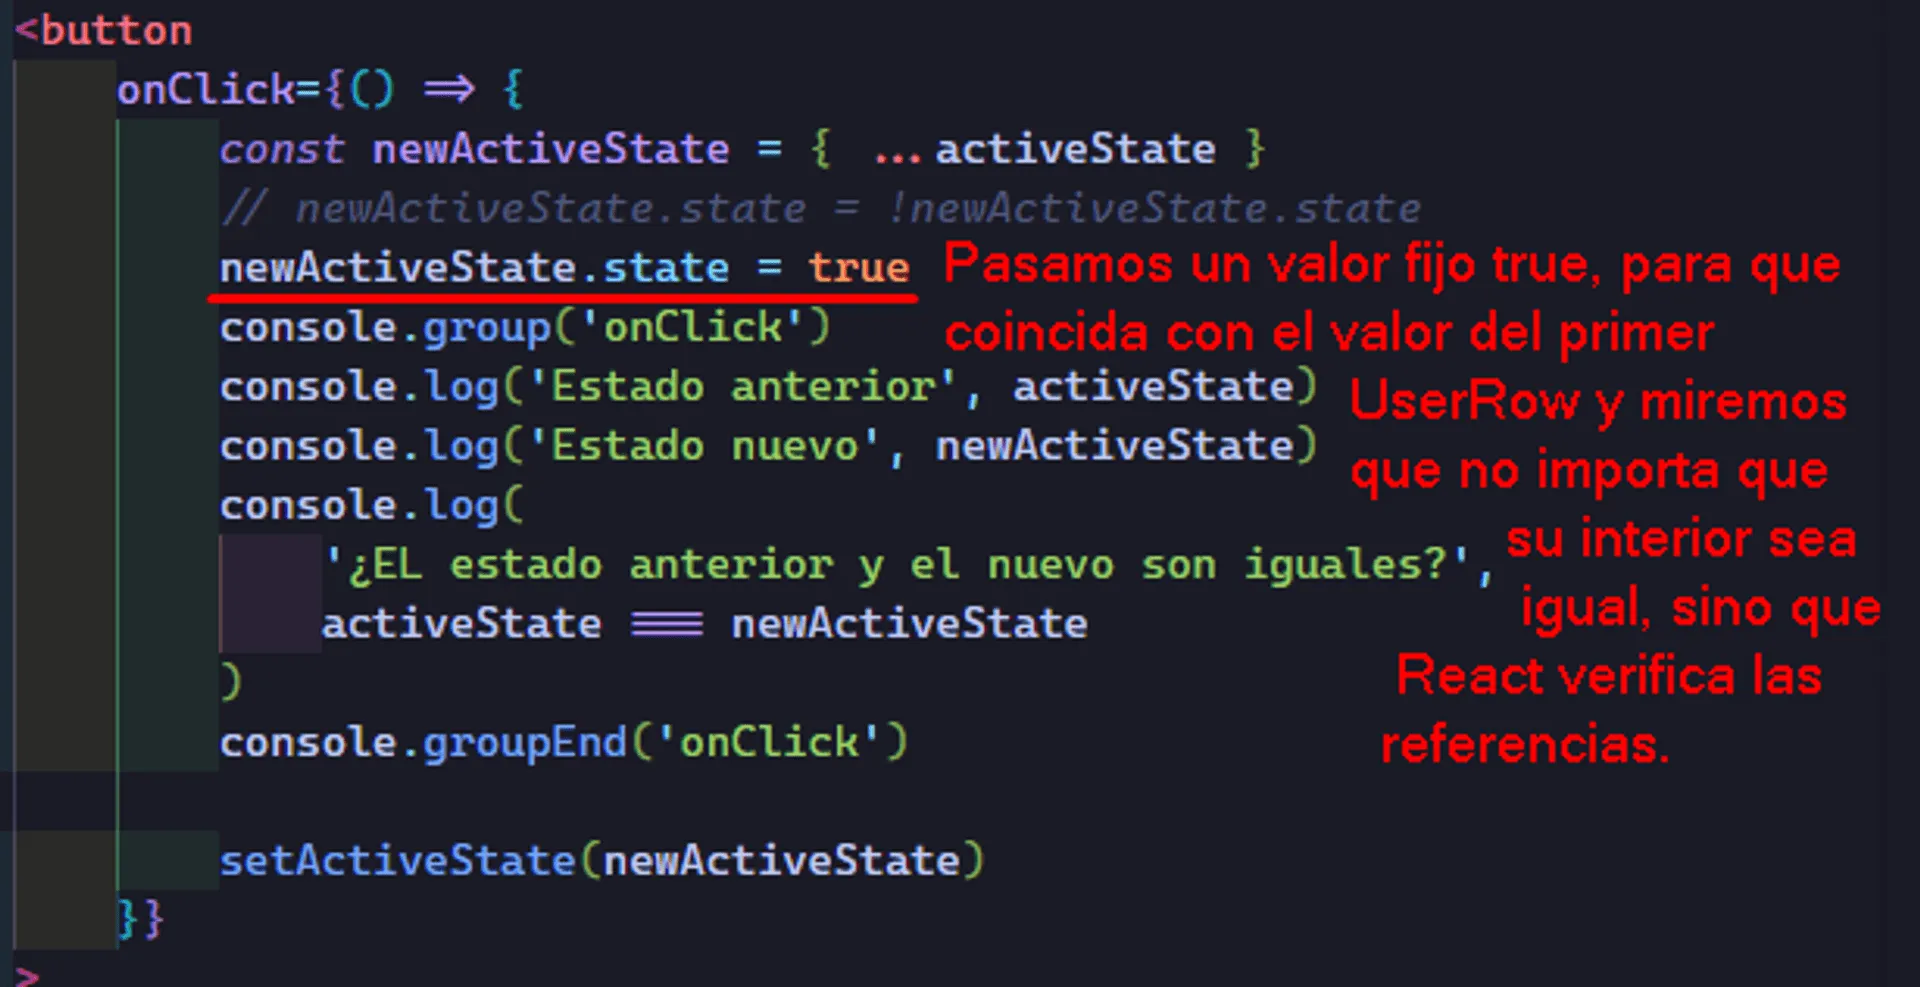 <button
onClick={() => {
const newActiveState = { ...activeState }
// newActiveState.state = !newActiveState.state
newActiveState.state = true
Pasamos un valor fijo true, para que
coincida con el valor del primer
UserRow y miremos
que no importa que
su interior sea
igual, sino que
React verifica las
referencias.
console.group('onClick')
console.log('Estado anterior', activeState)
console.log('Estado nuevo', newActiveState)
console.log(
'¿EL estado anterior y el nuevo son iguales?',
activeState === newActiveState
)
console.groupEnd('onClick')
setActiveState(newActiveState)
}}
>